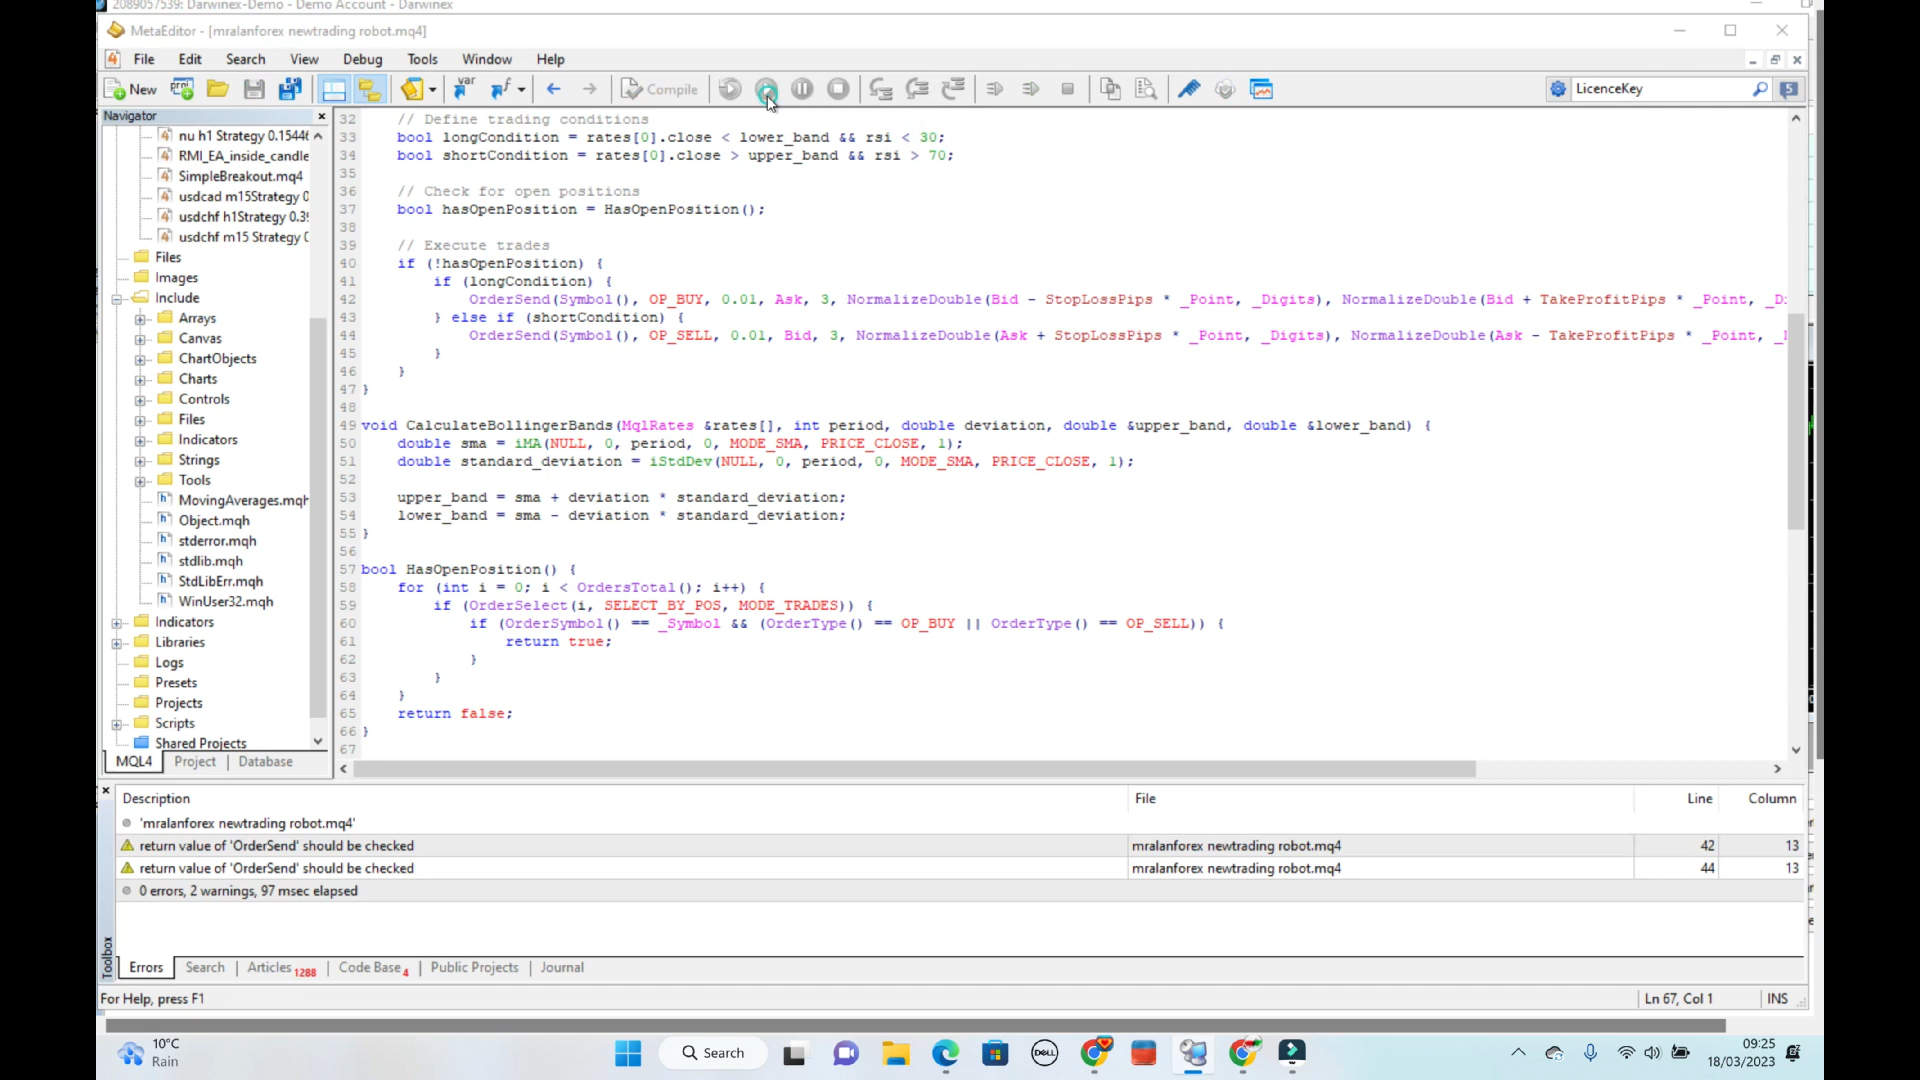 2089057539: Darwinex-Demo - Demo Account - Darwinex
MetaEditor - [mralanforex newtrading robot.mq4]
File Edit Search View Debug Tools Window Help
New Compile LicenceKey 5
Navigator
nu h1 Strategy 0.15446
RMI_EA_inside_candle
SimpleBreakout.mq4
usdcad m15Strategy 0
usdchf h1Strategy 0.39
usdchf m15 Strategy 0
Files
Images
Include
Arrays
Canvas
ChartObjects
Charts
Controls
Files
Indicators
Strings
Tools
MovingAverages.mqh
Object.mqh
stderror.mqh
stdlib.mqh
StdLibErr.mqh
WinUser32.mqh
Indicators
Libraries
Logs
Presets
Projects
Scripts
Shared Projects
MQL4 Project Database
32 // Define trading conditions
33 bool longCondition = rates[0].close < lower_band && rsi < 30;
34 bool shortCondition = rates[0].close > upper_band && rsi > 70;
35
36 // Check for open positions
37 bool hasOpenPosition = HasOpenPosition();
38
39 // Execute trades
40 if (!hasOpenPosition) {
41 if (longCondition) {
42 OrderSend(Symbol(), OP_BUY, 0.01, Ask, 3, NormalizeDouble(Bid - StopLossPips * _Point, _Digits), NormalizeDouble(Bid + TakeProfitPips * _Point, _Di
43 } else if (shortCondition) {
44 OrderSend(Symbol(), OP_SELL, 0.01, Bid, 3, NormalizeDouble(Ask + StopLossPips * _Point, _Digits), NormalizeDouble(Ask - TakeProfitPips * _Point, _
45 }
46 }
47 }
48
49 void CalculateBollingerBands(MqlRates &rates[], int period, double deviation, double &upper_band, double &lower_band) {
50 double sma = iMA(NULL, 0, period, 0, MODE_SMA, PRICE_CLOSE, 1);
51 double standard_deviation = iStdDev(NULL, 0, period, 0, MODE_SMA, PRICE_CLOSE, 1);
52
53 upper_band = sma + deviation * standard_deviation;
54 lower_band = sma - deviation * standard_deviation;
55 }
56
57 bool HasOpenPosition() {
58 for (int i = 0; i < OrdersTotal(); i++) {
59 if (OrderSelect(i, SELECT_BY_POS, MODE_TRADES)) {
60 if (OrderSymbol() == _Symbol && (OrderType() == OP_BUY || OrderType() == OP_SELL)) {
61 return true;
62 }
63 }
64 }
65 return false;
66 }
67
Description File Line Column
'mralanforex newtrading robot.mq4'
return value of 'OrderSend' should be checked mralanforex newtrading robot.mq4 42 13
return value of 'OrderSend' should be checked mralanforex newtrading robot.mq4 44 13
0 errors, 2 warnings, 97 msec elapsed
Toolbox
Errors Search Articles 1288 Code Base 4 Public Projects Journal
For Help, press F1 Ln 67, Col 1 INS
10°C
Rain
Search
DELL
09:25
18/03/2023